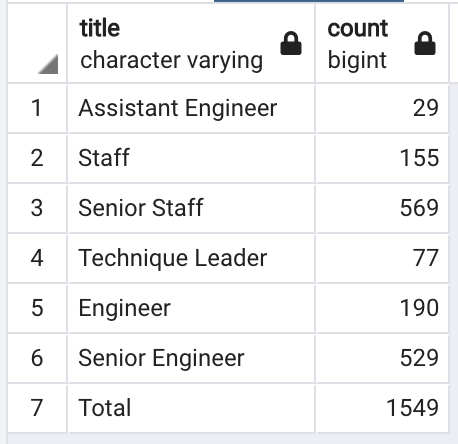 title count
character varying bigint
1 Assistant Engineer 29
2 Staff 155
3 Senior Staff 569
4 Technique Leader 77
5 Engineer 190
6 Senior Engineer 529
7 Total 1549